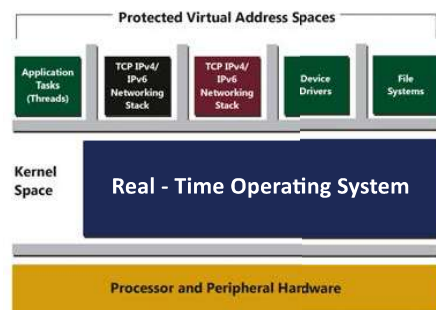 Protected Virtual Address Spaces
Application
Tasks
(Threads)
TCP IPv4/
IPv6
Networking
Stack
TCP IPv4/
IPv6
Networking
Stack
Device
Drivers
File
Systems
Kernel
Space
Real - Time Operating System
Processor and Peripheral Hardware